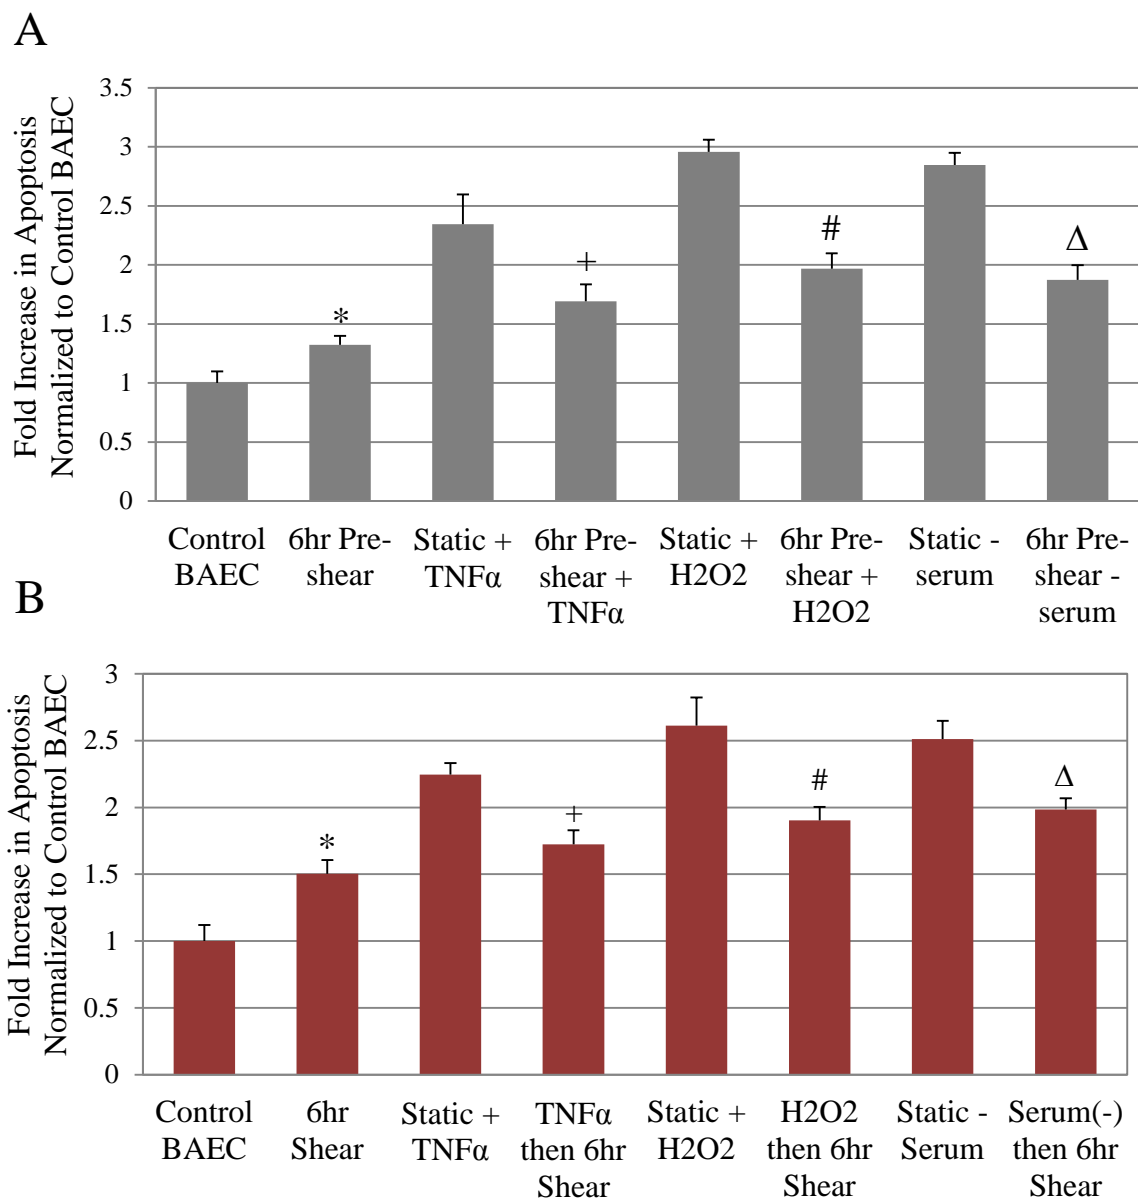 A
Fold Increase in Apoptosis
Normalized to Control BAEC
3.5
3
2.5
2
1.5
1
0.5
0
*
+
#
Δ
Control BAEC
6hr Pre-shear
Static + TNFα
6hr Pre-shear + TNFα
Static + H2O2
6hr Pre-shear + H2O2
Static - serum
6hr Pre-shear - serum
B
Fold Increase in Apoptosis
Normalized to Control BAEC
3
2.5
2
1.5
1
0.5
0
*
+
#
Δ
Control BAEC
6hr Shear
Static + TNFα
TNFα then 6hr Shear
Static + H2O2
H2O2 then 6hr Shear
Static - Serum
Serum(-) then 6hr Shear